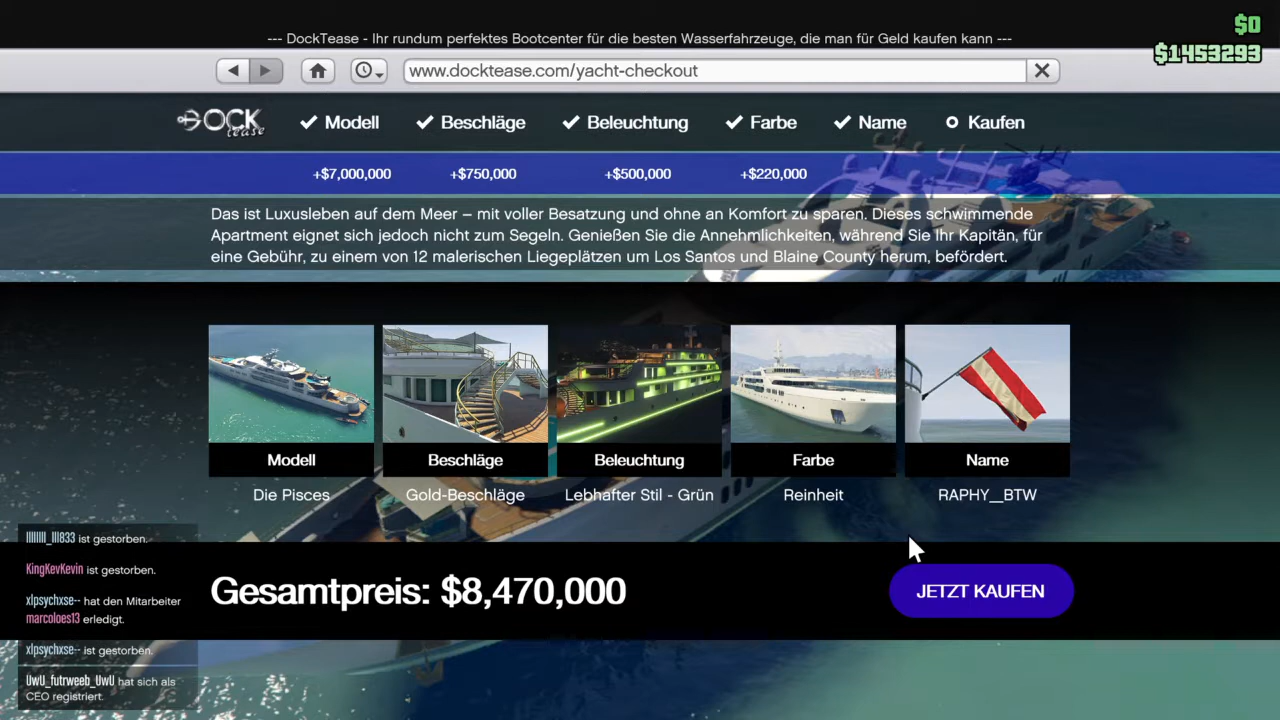 $0
--- DockTease - Ihr rundum perfektes Bootcenter für die besten Wasserfahrzeuge, die man für Geld kaufen kann ---
$1453293
www.docktease.com/yacht-checkout
DOCK tease
Modell
Beschläge
Beleuchtung
Farbe
Name
Kaufen
+$7,000,000
+$750,000
+$500,000
+$220,000
Das ist Luxusleben auf dem Meer – mit voller Besatzung und ohne an Komfort zu sparen. Dieses schwimmende
Apartment eignet sich jedoch nicht zum Segeln. Genießen Sie die Annehmlichkeiten, während Sie Ihr Kapitän, für
eine Gebühr, zu einem von 12 malerischen Liegeplätzen um Los Santos und Blaine County herum, befördert.
Modell
Beschläge
Beleuchtung
Farbe
Name
Die Pisces
Gold-Beschläge
Lebhafter Stil - Grün
Reinheit
RAPHY__BTW
ist gestorben.
KingKevKevin ist gestorben.
xlpsychxse-- hat den Mitarbeiter
marcoloes13 erledigt.
xlpsychxse-- ist gestorben.
UwU_futrweeb_UwU hat sich als
CEO registriert.
Gesamtpreis: $8,470,000
JETZT KAUFEN